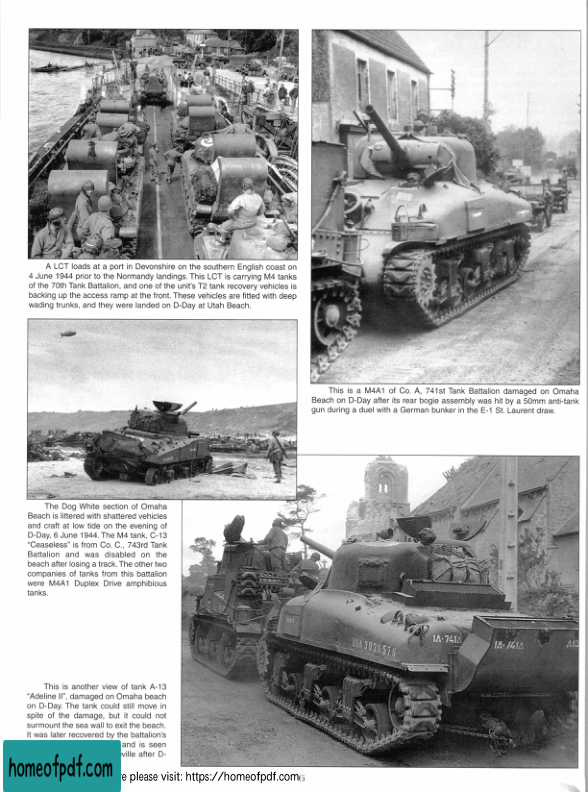 A LCT loads at a port in Devonshire on the southern English coast on
4 June 1944 prior to the Normandy landings. This LCT is carrying M4 tanks
of the 70th Tank Battalion, and one of the unit's T2 tank recovery vehicles is
backing up the access ramp at the front. These vehicles are fitted with deep
wading trunks, and they were landed on D-Day at Utah Beach.
This is a M4A1 of Co. A, 741st Tank Battalion damaged on Omaha
Beach on D-Day after its rear bogie assembly was hit by a 50mm anti-tank
gun during a duel with a German bunker in the E-1 St. Laurent draw.
The Dog White section of Omaha
Beach is littered with shattered vehicles
and craft at low tide on the evening of
D-Day, 6 June 1944. The M4 tank, C-13
"Ceaseless" is from Co. C., 743rd Tank
Battalion and was disabled on the
beach after losing a track. The other two
companies of tanks from this battalion
were M4A1 Duplex Drive amphibious
tanks.
1A-741Δ
1A-741Δ
A-13
USA 3036570
This is another view of tank A-13
"Adeline II", damaged on Omaha beach
on D-Day. The tank could still move in
spite of the damage, but it could not
surmount the sea wall to exit the beach.
It was later recovered by the battalion's
and is seen
ville after D-
homeofpdf.com
re please visit: https://homeofpdf.com
6